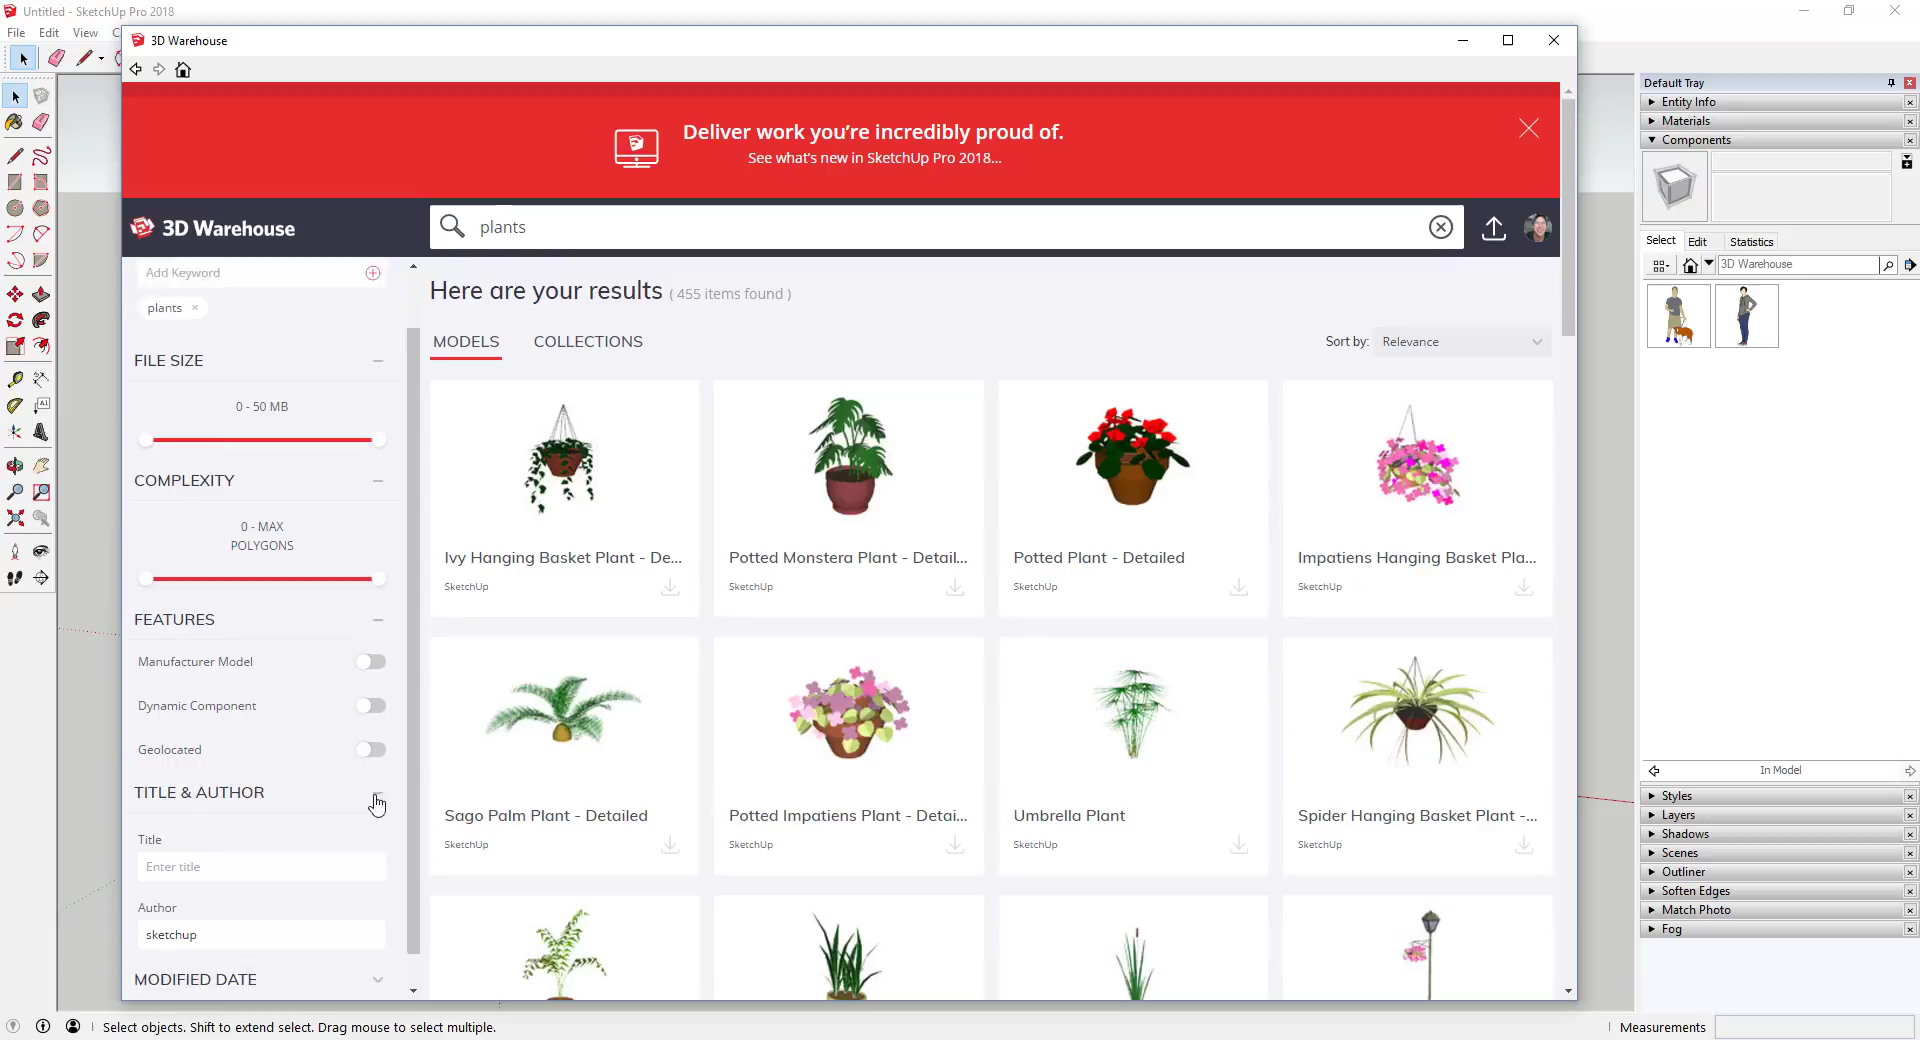 Untitled - SketchUp Pro 2018
File Edit View C
3D Warehouse
Deliver work you're incredibly proud of.
See what's new in SketchUp Pro 2018...
3D Warehouse
plants
Add Keyword
plants ×
FILE SIZE
0 - 50 MB
COMPLEXITY
0 - MAX
POLYGONS
FEATURES
Manufacturer Model
Dynamic Component
Geolocated
TITLE & AUTHOR
Title
Enter title
Author
sketchup
MODIFIED DATE
Here are your results ( 455 items found )
MODELS COLLECTIONS
Sort by: Relevance
Ivy Hanging Basket Plant - De...
SketchUp
Potted Monstera Plant - Detail...
SketchUp
Potted Plant - Detailed
SketchUp
Impatiens Hanging Basket Pla...
SketchUp
Sago Palm Plant - Detailed
SketchUp
Potted Impatiens Plant - Detai...
SketchUp
Umbrella Plant
SketchUp
Spider Hanging Basket Plant -...
SketchUp
Default Tray
Entity Info
Materials
Components
Select Edit Statistics
3D Warehouse
In Model
Styles
Layers
Shadows
Scenes
Outliner
Soften Edges
Match Photo
Fog
Select objects. Shift to extend select. Drag mouse to select multiple.
Measurements